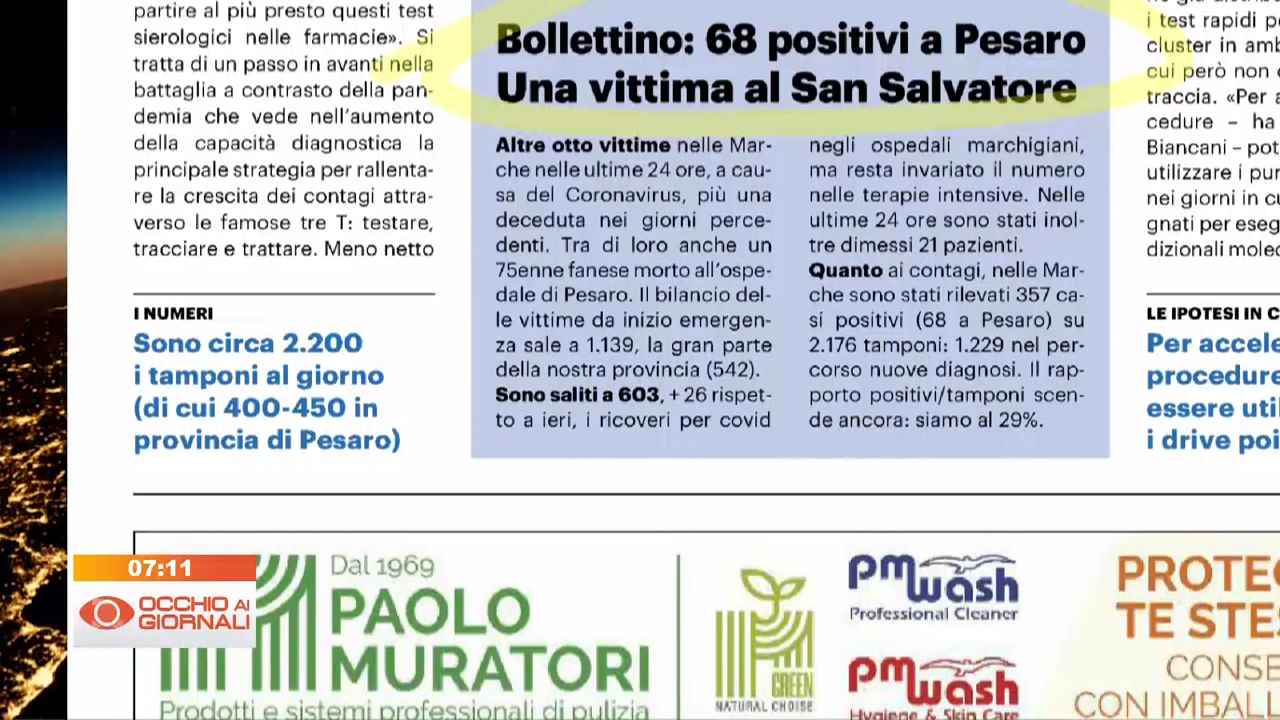 partire al più presto questi test
sierologici nelle farmacie». Si
tratta di un passo in avanti nella
battaglia a contrasto della pan-
demia che vede nell'aumento
della capacità diagnostica la
principale strategia per rallenta-
re la crescita dei contagi attra-
verso le famose tre T: testare,
tracciare e trattare. Meno netto
I NUMERI
Sono circa 2.200
i tamponi al giorno
(di cui 400-450 in
provincia di Pesaro)
Bollettino: 68 positivi a Pesaro
Una vittima al San Salvatore
Altre otto vittime nelle Mar-
che nelle ultime 24 ore, a cau-
sa del Coronavirus, più una
deceduta nei giorni perce-
denti. Tra di loro anche un
75enne fanese morto all'ospe-
dale di Pesaro. Il bilancio del-
le vittime da inizio emergen-
za sale a 1.139, la gran parte
della nostra provincia (542).
Sono saliti a 603, +26 rispet-
to a ieri, i ricoveri per covid
negli ospedali marchigiani,
ma resta invariato il numero
nelle terapie intensive. Nelle
ultime 24 ore sono stati inol-
tre dimessi 21 pazienti.
Quanto ai contagi, nelle Mar-
che sono stati rilevati 357 ca-
si positivi (68 a Pesaro) su
2.176 tamponi: 1.229 nel per-
corso nuove diagnosi. Il rap-
porto positivi/tamponi scen-
de ancora: siamo al 29%.
i test rapidi p
cluster in amb
cui però non
traccia. «Per a
cedure – ha
Biancani – pot
utilizzare i pur
nei giorni in cu
gnati per eseg
dizionali molec
LE IPOTESI IN C
Per accele
procedure
essere util
i drive poi
07:11
OCCHIO AI
GIORNALI
Dal 1969
PAOLO
MURATORI
Prodotti e sistemi professionali di pulizia
GREEN
NATURAL CHOISE
pmwash
Professional Cleaner
pmwash
Hygiene & Skin Care
PROTEG
TE STES
CONSE
CON IMBALL